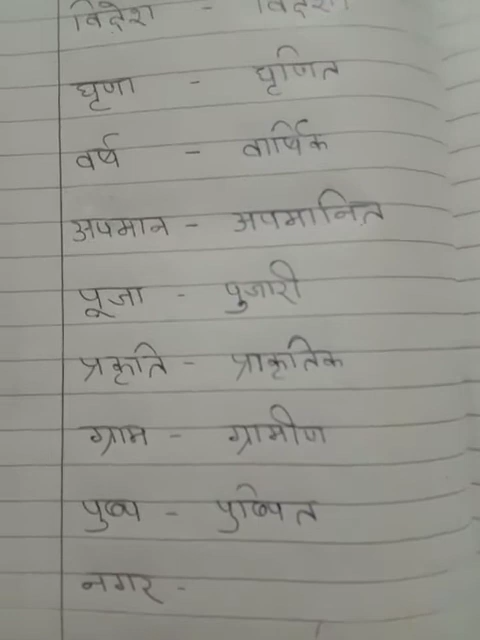 विदेश - विदेशी
घृणा - घृणित
वर्ष - वार्षिक
अपमान - अपमानित
पूजा - पुजारी
प्रकृति - प्राकृतिक
ग्राम - ग्रामीण
पुष्प - पुष्पित
नगर -